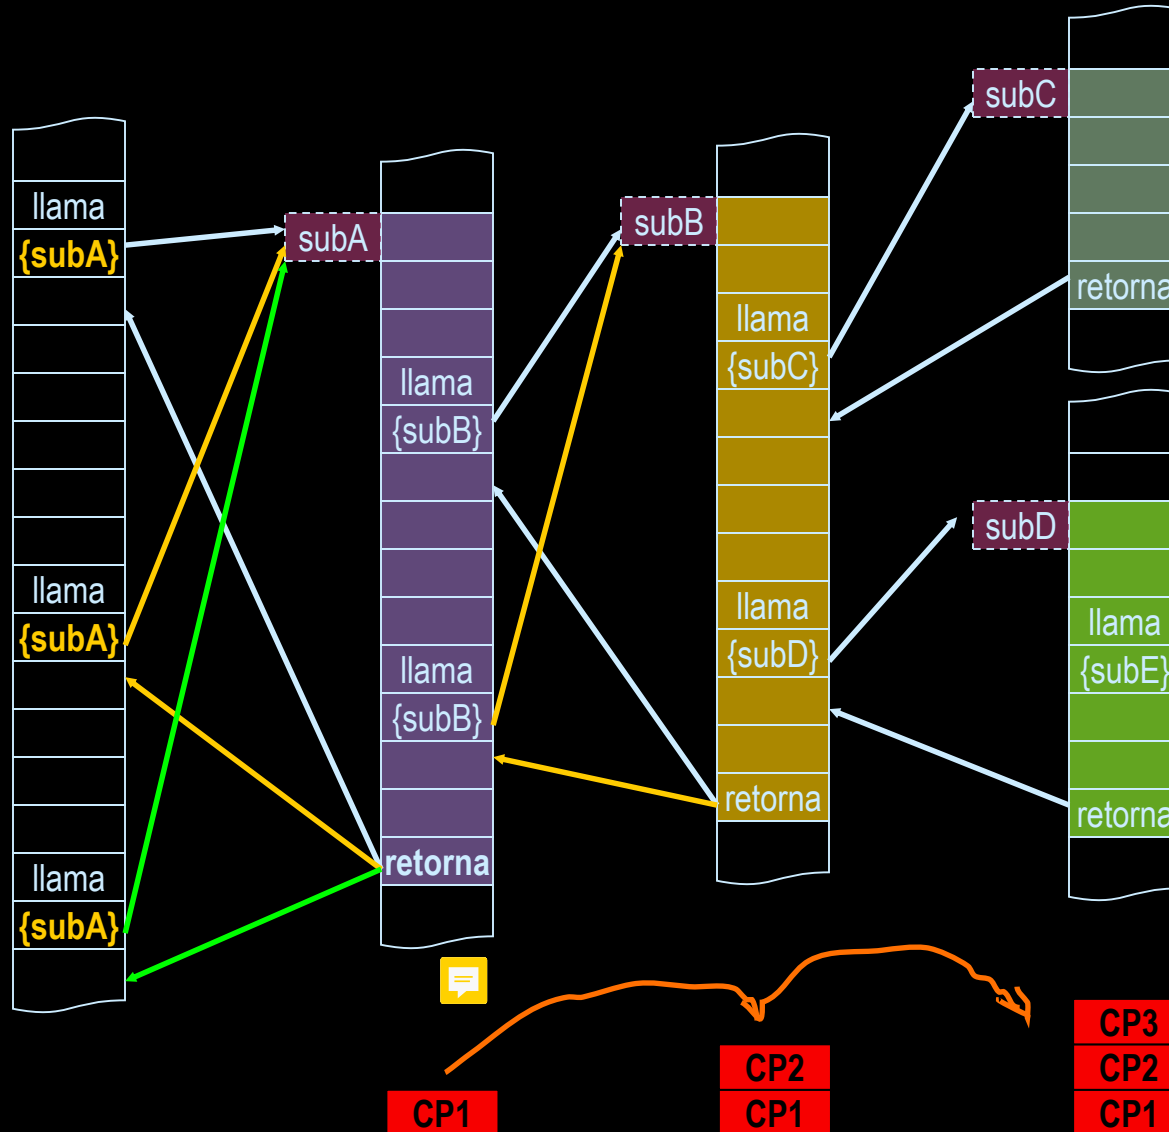 llama
{subA}
llama
{subA}
llama
{subA}
subA
llama
{subB}
llama
{subB}
retorna
CP1
subB
llama
{subC}
llama
{subD}
retorna
CP2
CP1
subC
retorna
subD
llama
{subE}
retorna
CP3
CP2
CP1